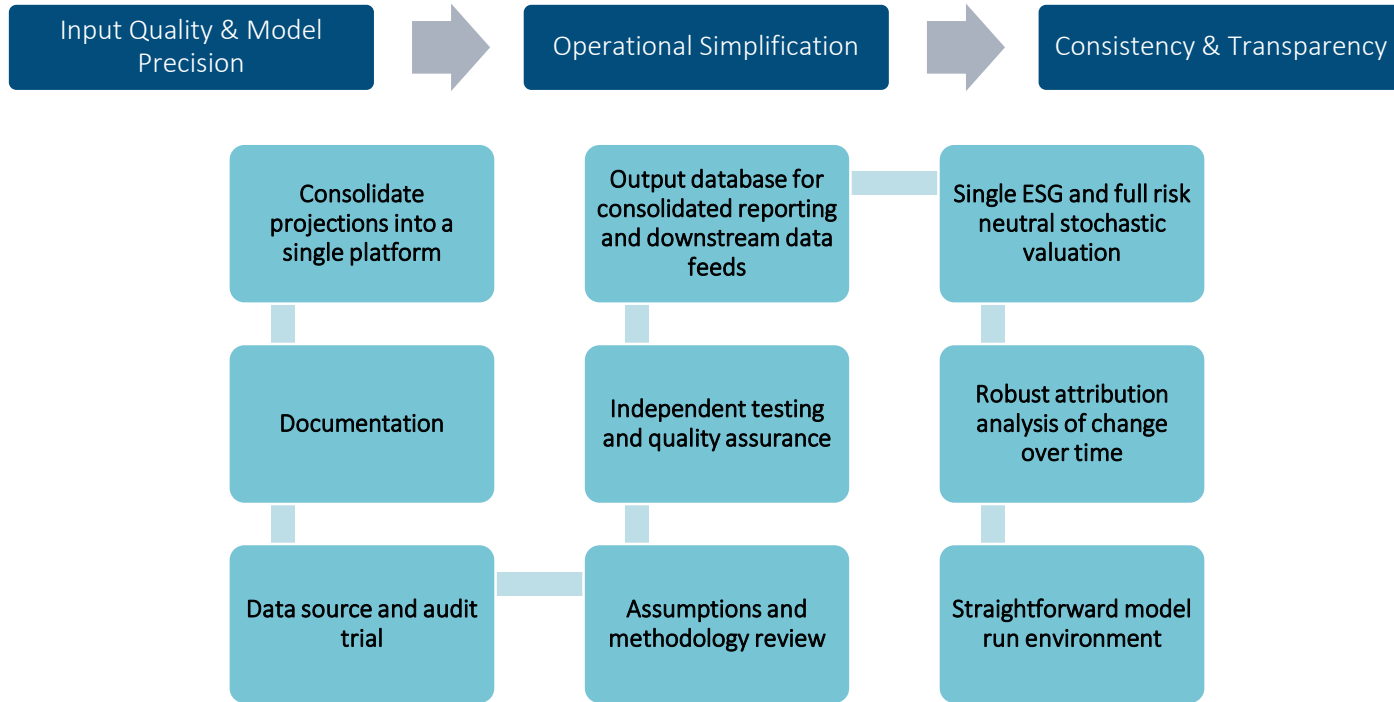 Input Quality & Model
Precision
Operational Simplification
Consistency & Transparency
Consolidate
projections into a
single platform
Documentation
Data source and audit
trial
Output database for
consolidated reporting
and downstream data
feeds
Independent testing
and quality assurance
Assumptions and
methodology review
Single ESG and full risk
neutral stochastic
valuation
Robust attribution
analysis of change
over time
Straightforward model
run environment